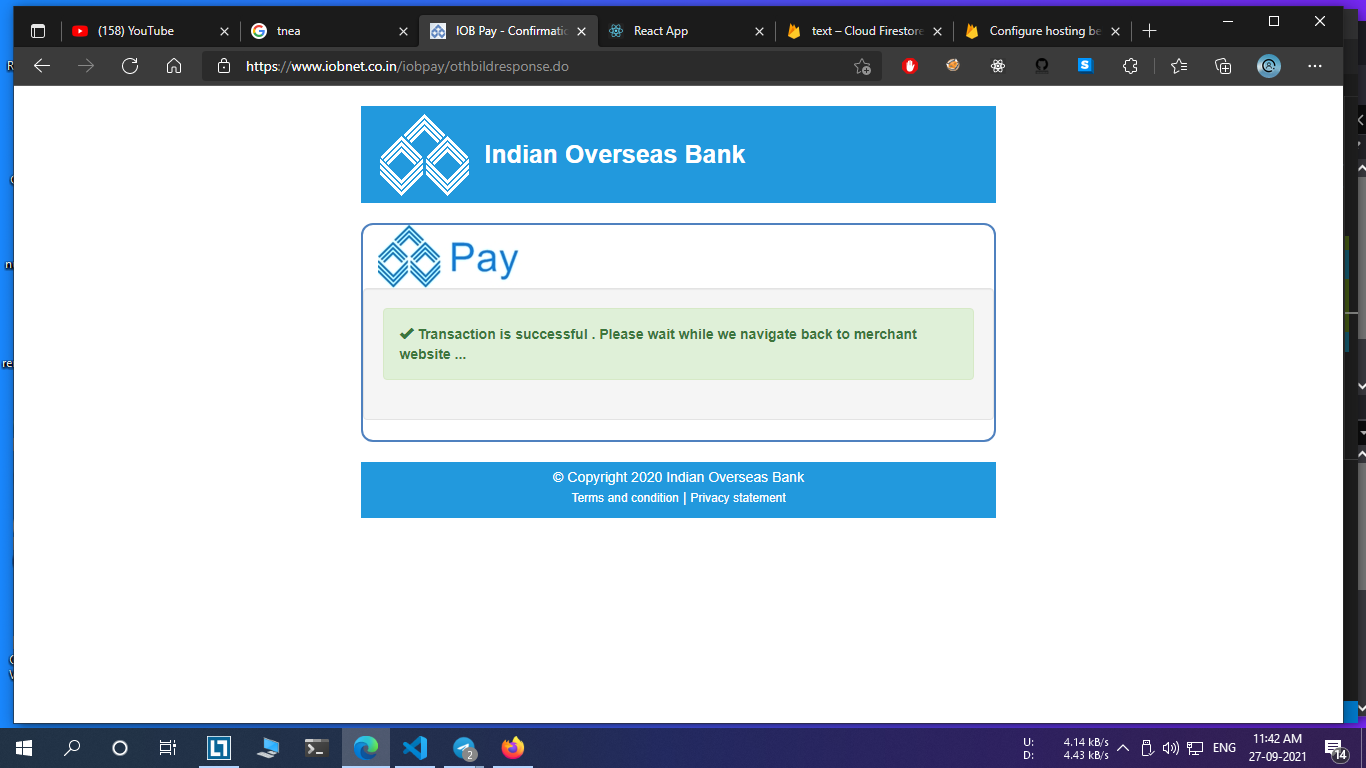 (158) YouTube
tnea
IOB Pay - Confirmatic
React App
text – Cloud Firestore
Configure hosting be
https://www.iobnet.co.in/iobpay/othbildresponse.do
Indian Overseas Bank
Pay
Transaction is successful . Please wait while we navigate back to merchant
website ...
© Copyright 2020 Indian Overseas Bank
Terms and condition | Privacy statement
U: 4.14 kB/s
D: 4.43 kB/s
ENG
11:42 AM
27-09-2021
2
14